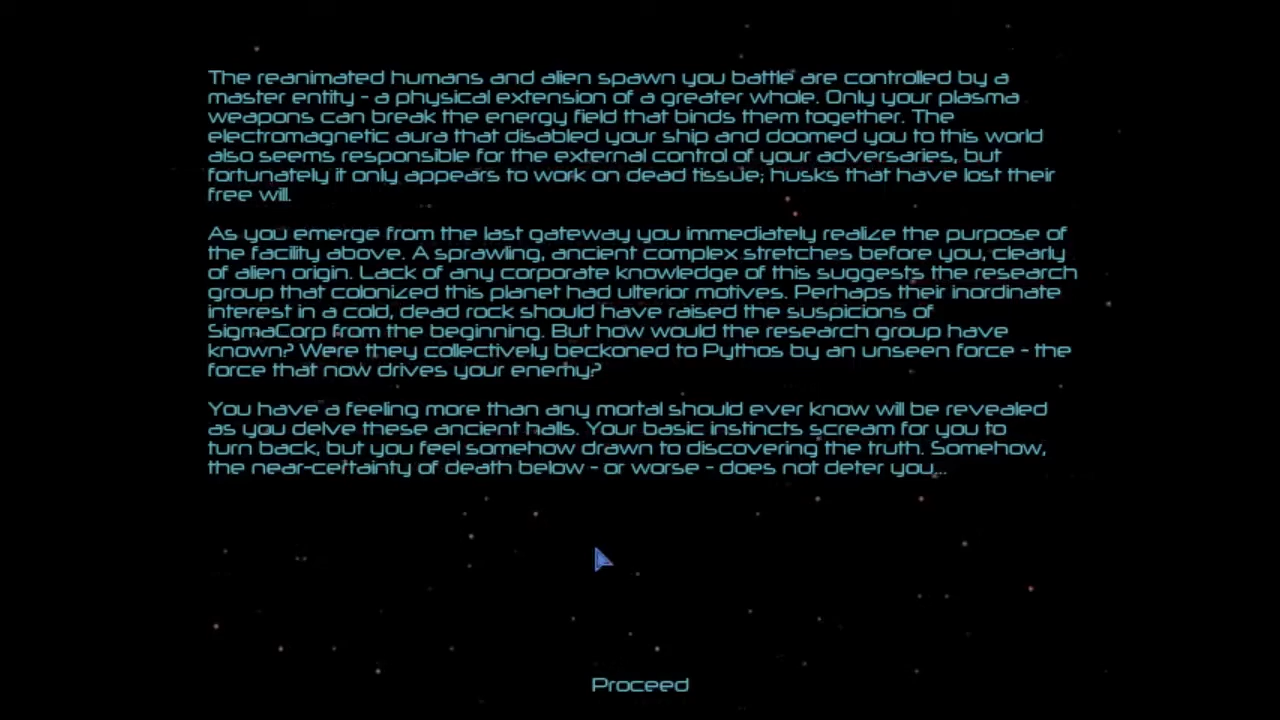 The reanimated humans and alien spawn you battle are controlled by a
master entity - a physical extension of a greater whole. Only your plasma
weapons can break the energy field that binds them together. The
electromagnetic aura that disabled your ship and doomed you to this world
also seems responsible for the external control of your adversaries, but
fortunately it only appears to work on dead tissue; husks that have lost their
free will.
As you emerge from the last gateway you immediately realize the purpose of
the facility above. A sprawling, ancient complex stretches before you, clearly
of alien origin. Lack of any corporate knowledge of this suggests the research
group that colonized this planet had ulterior motives. Perhaps their inordinate
interest in a cold, dead rock should have raised the suspicions of
SigmaCorp from the beginning. But how would the research group have
known? Were they collectively beckoned to Pythos by an unseen force - the
force that now drives your enemy?
You have a feeling more than any mortal should ever know will be revealed
as you delve these ancient halls. Your basic instincts scream for you to
turn back, but you feel somehow drawn to discovering the truth. Somehow,
the near-certainty of death below - or worse - does not deter you...
Proceed